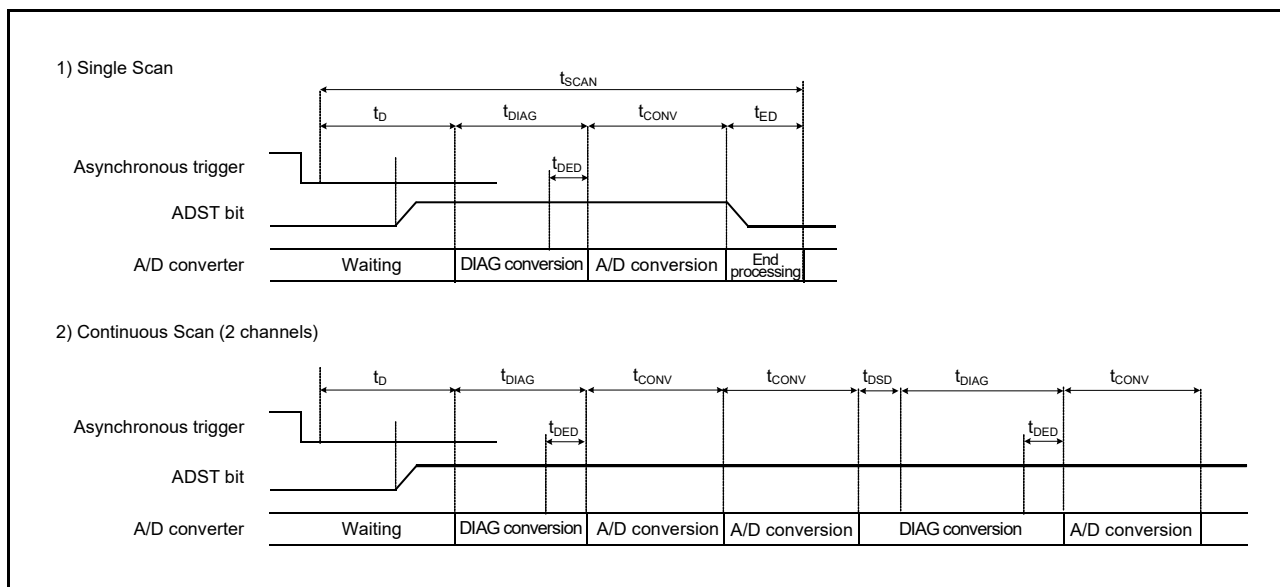 1) Single Scan
tSCAN
tD tDIAG tCONV tED
Asynchronous trigger
tDED
ADST bit
A/D converter Waiting DIAG conversion A/D conversion End processing
2) Continuous Scan (2 channels)
tD tDIAG tCONV tCONV tDSD tDIAG tCONV
Asynchronous trigger
tDED tDED
ADST bit
A/D converter Waiting DIAG conversion A/D conversion A/D conversion DIAG conversion A/D conversion